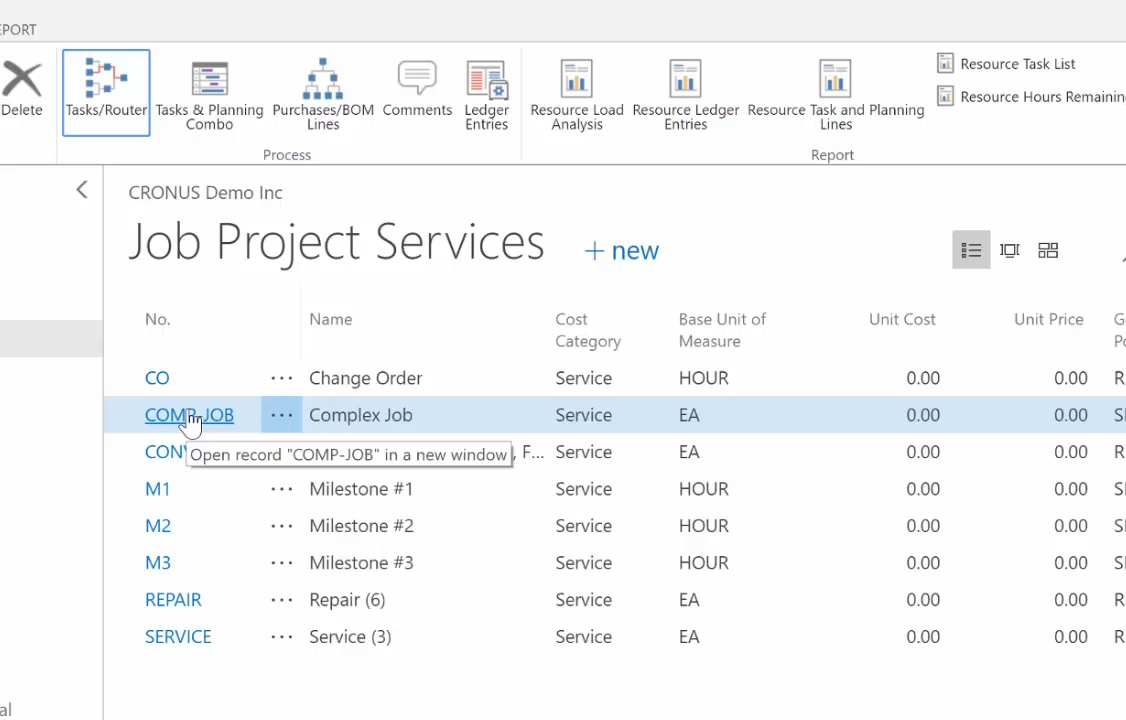 EPORT
Delete
Tasks/Router
Tasks & Planning
Combo
Purchases/BOM
Lines
Comments
Ledger
Entries
Process
Resource Load
Analysis
Resource Ledger
Entries
Resource Task and Planning
Lines
Resource Task List
Resource Hours Remainin
Report
CRONUS Demo Inc
Job Project Services
+ new
No. Name Cost Category Base Unit of Measure Unit Cost Unit Price G Po
CO ... Change Order Service HOUR 0.00 0.00 R
COMP-JOB ... Complex Job Service EA 0.00 0.00 S
CONV , F... Service EA 0.00 0.00 R
Open record "COMP-JOB" in a new window
M1 ... Milestone #1 Service HOUR 0.00 0.00 S
M2 ... Milestone #2 Service HOUR 0.00 0.00 S
M3 ... Milestone #3 Service HOUR 0.00 0.00 S
REPAIR ... Repair (6) Service EA 0.00 0.00 R
SERVICE ... Service (3) Service EA 0.00 0.00 R
al